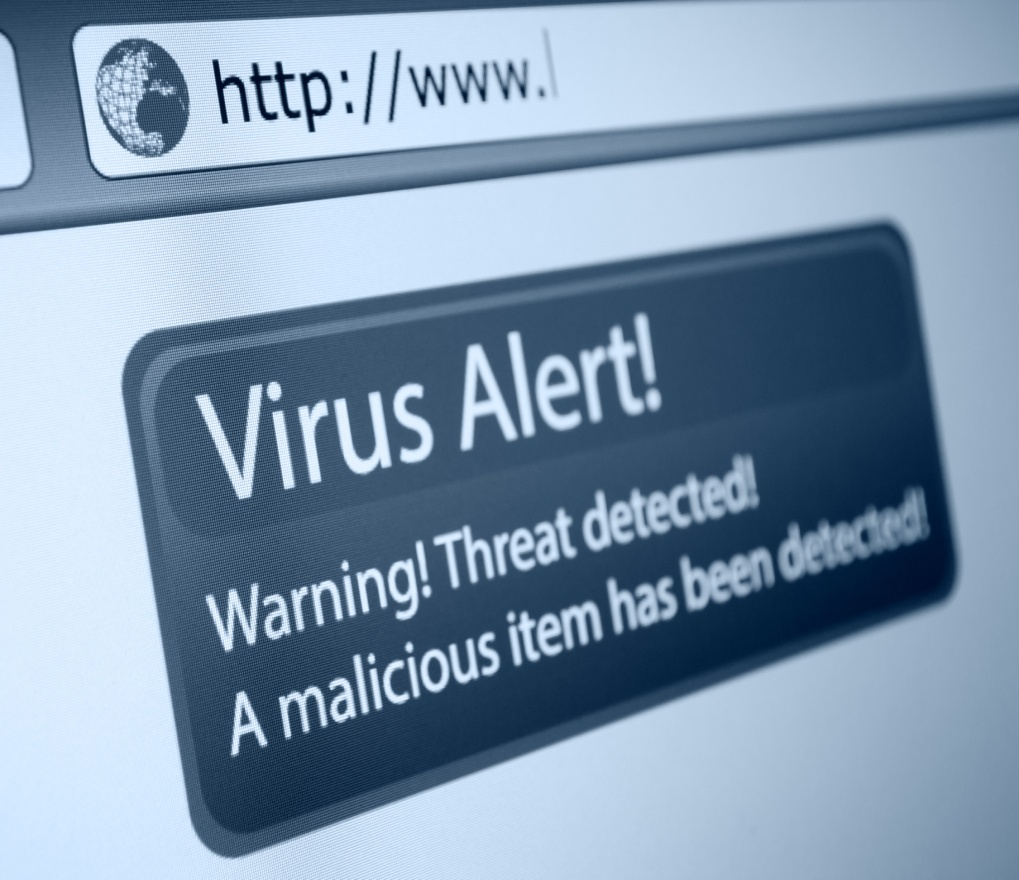 http://www.
Virus Alert!
Warning! Threat detected!
A malicious item has been detected!